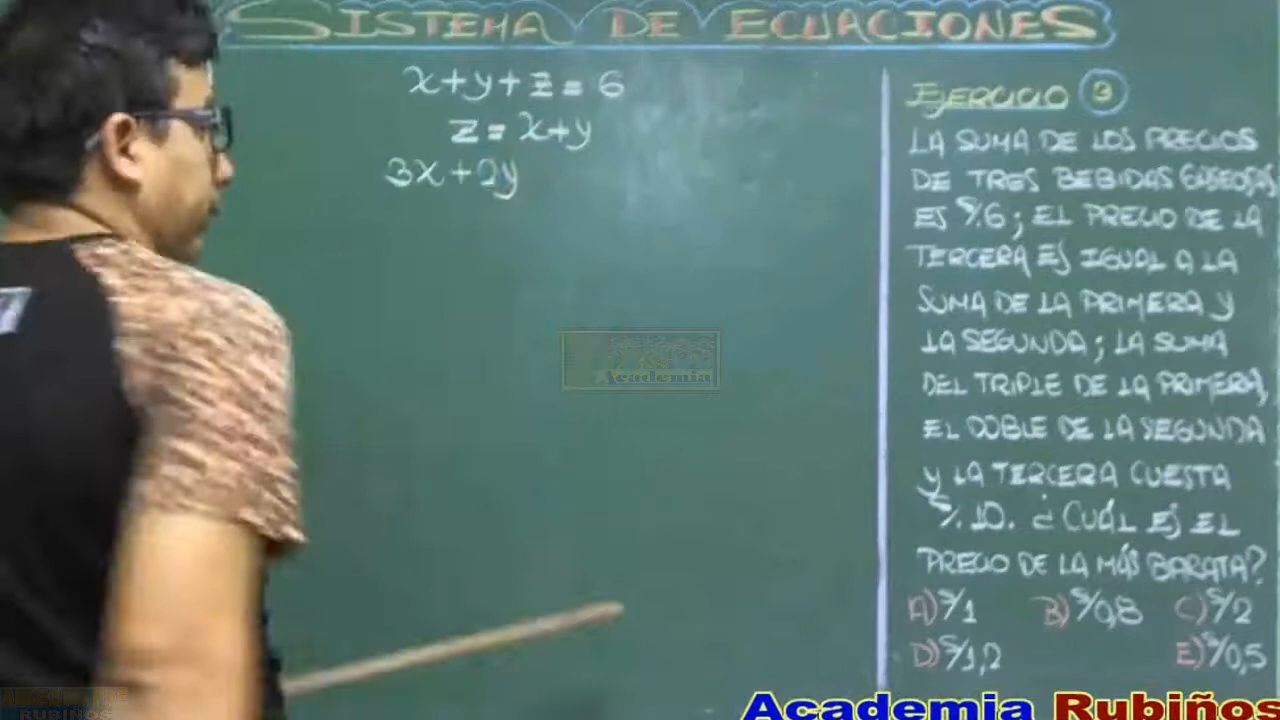 SISTEMA DE ECUACIONES
x+y+z=6
z=x+y
3x+2y
EJERCICIO 3
LA SUMA DE LOS PRECIOS
DE TRES BEBIDAS GASEOSAS
ES S/.6; EL PRECIO DE LA
TERCERA ES IGUAL A LA
SUMA DE LA PRIMERA Y
LA SEGUNDA; LA SUMA
DEL TRIPLE DE LA PRIMERA,
EL DOBLE DE LA SEGUNDA
Y LA TERCERA CUESTA
S/.10. ¿CUÁL ES EL
PRECIO DE LA MÁS BARATA?
A) S/1 B) S/0,8 C) S/2
D) S/1,2 E) S/0,5
Academia
RUBIÑOS
Academia Rubiños